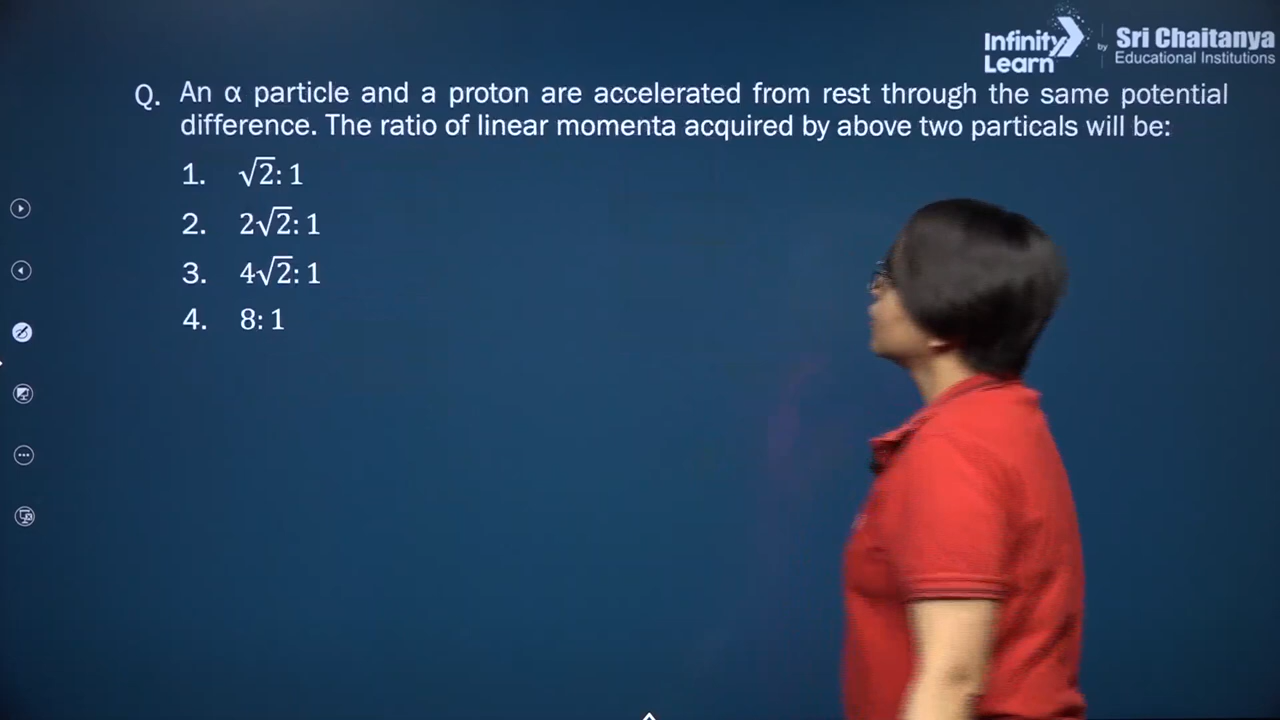 Infinity Learn by Sri Chaitanya Educational Institutions
Q. An α particle and a proton are accelerated from rest through the same potential
difference. The ratio of linear momenta acquired by above two particals will be:
1. √2: 1
2. 2√2: 1
3. 4√2: 1
4. 8: 1